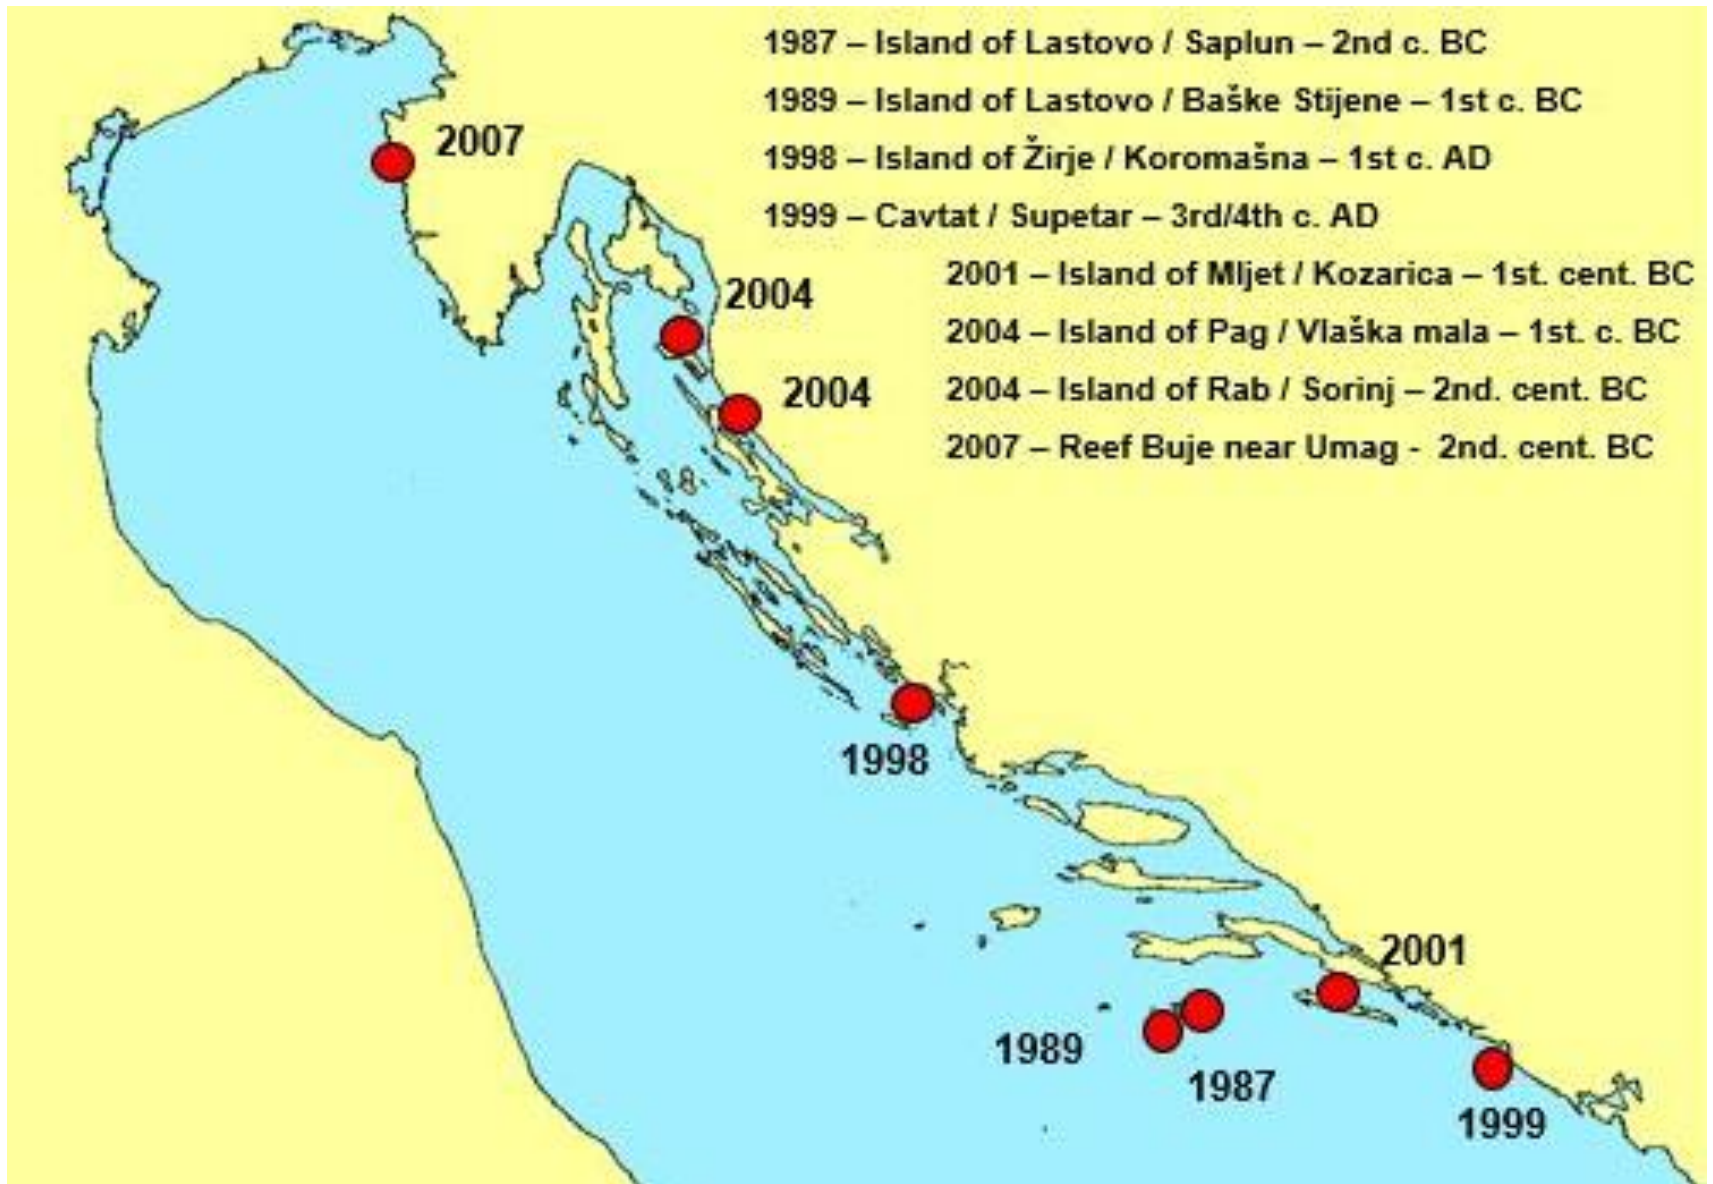 1987 – Island of Lastovo / Saplun – 2nd c. BC
1989 – Island of Lastovo / Baške Stijene – 1st c. BC
1998 – Island of Žirje / Koromašna – 1st c. AD
1999 – Cavtat / Supetar – 3rd/4th c. AD
2001 – Island of Mljet / Kozarica – 1st. cent. BC
2004 – Island of Pag / Vlaška mala – 1st. c. BC
2004 – Island of Rab / Sorinj – 2nd. cent. BC
2007 – Reef Buje near Umag - 2nd. cent. BC
2007
2004
2004
1998
2001
1989
1987
1999